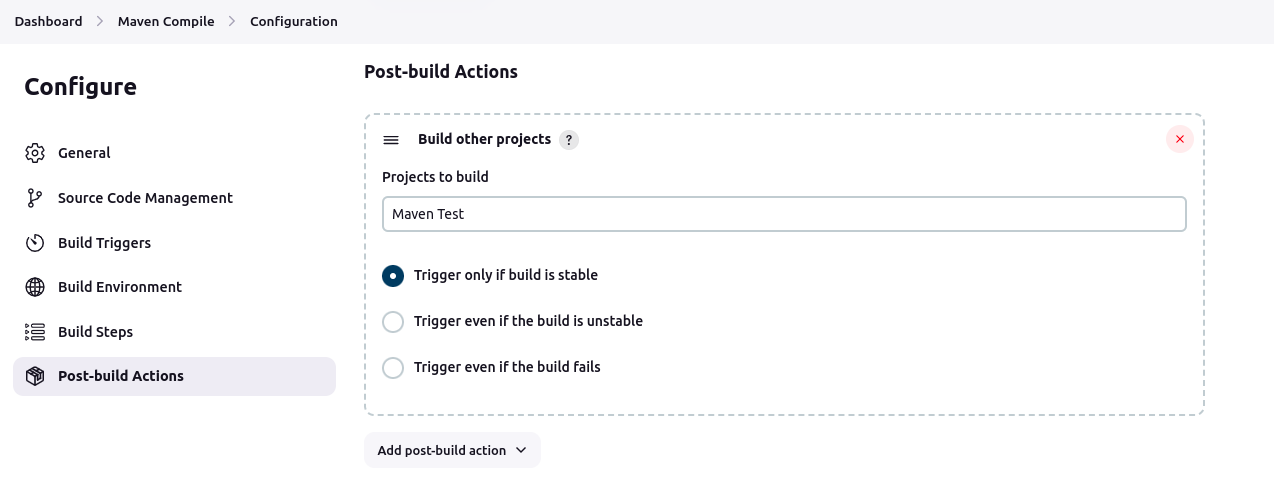 Dashboard > Maven Compile > Configuration
Configure
General
Source Code Management
Build Triggers
Build Environment
Build Steps
Post-build Actions
Post-build Actions
Build other projects ?
Projects to build
Maven Test
Trigger only if build is stable
Trigger even if the build is unstable
Trigger even if the build fails
Add post-build action